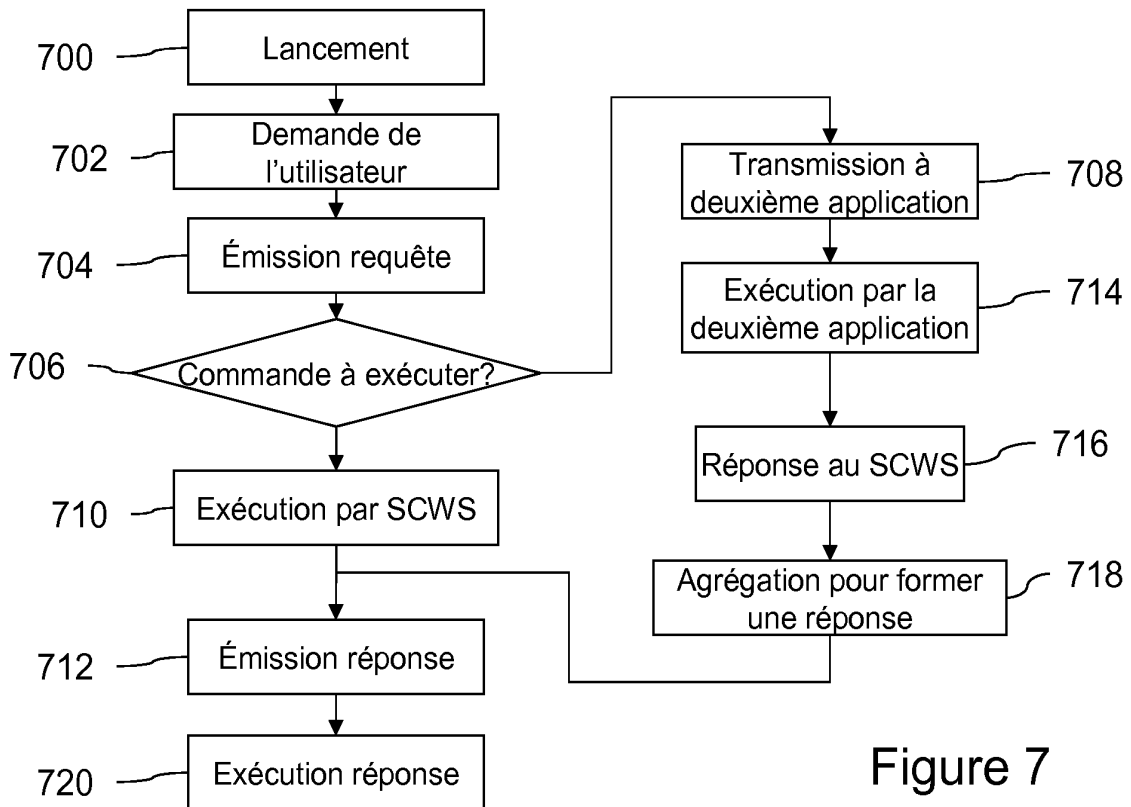 700
Lancement
702
Demande de
l'utilisateur
704
Émission requête
706
Commande à exécuter?
710
Exécution par SCWS
712
Émission réponse
720
Exécution réponse
Transmission à
deuxième application
708
Exécution par la
deuxième application
714
Réponse au SCWS
716
Agrégation pour former
une réponse
718
Figure 7